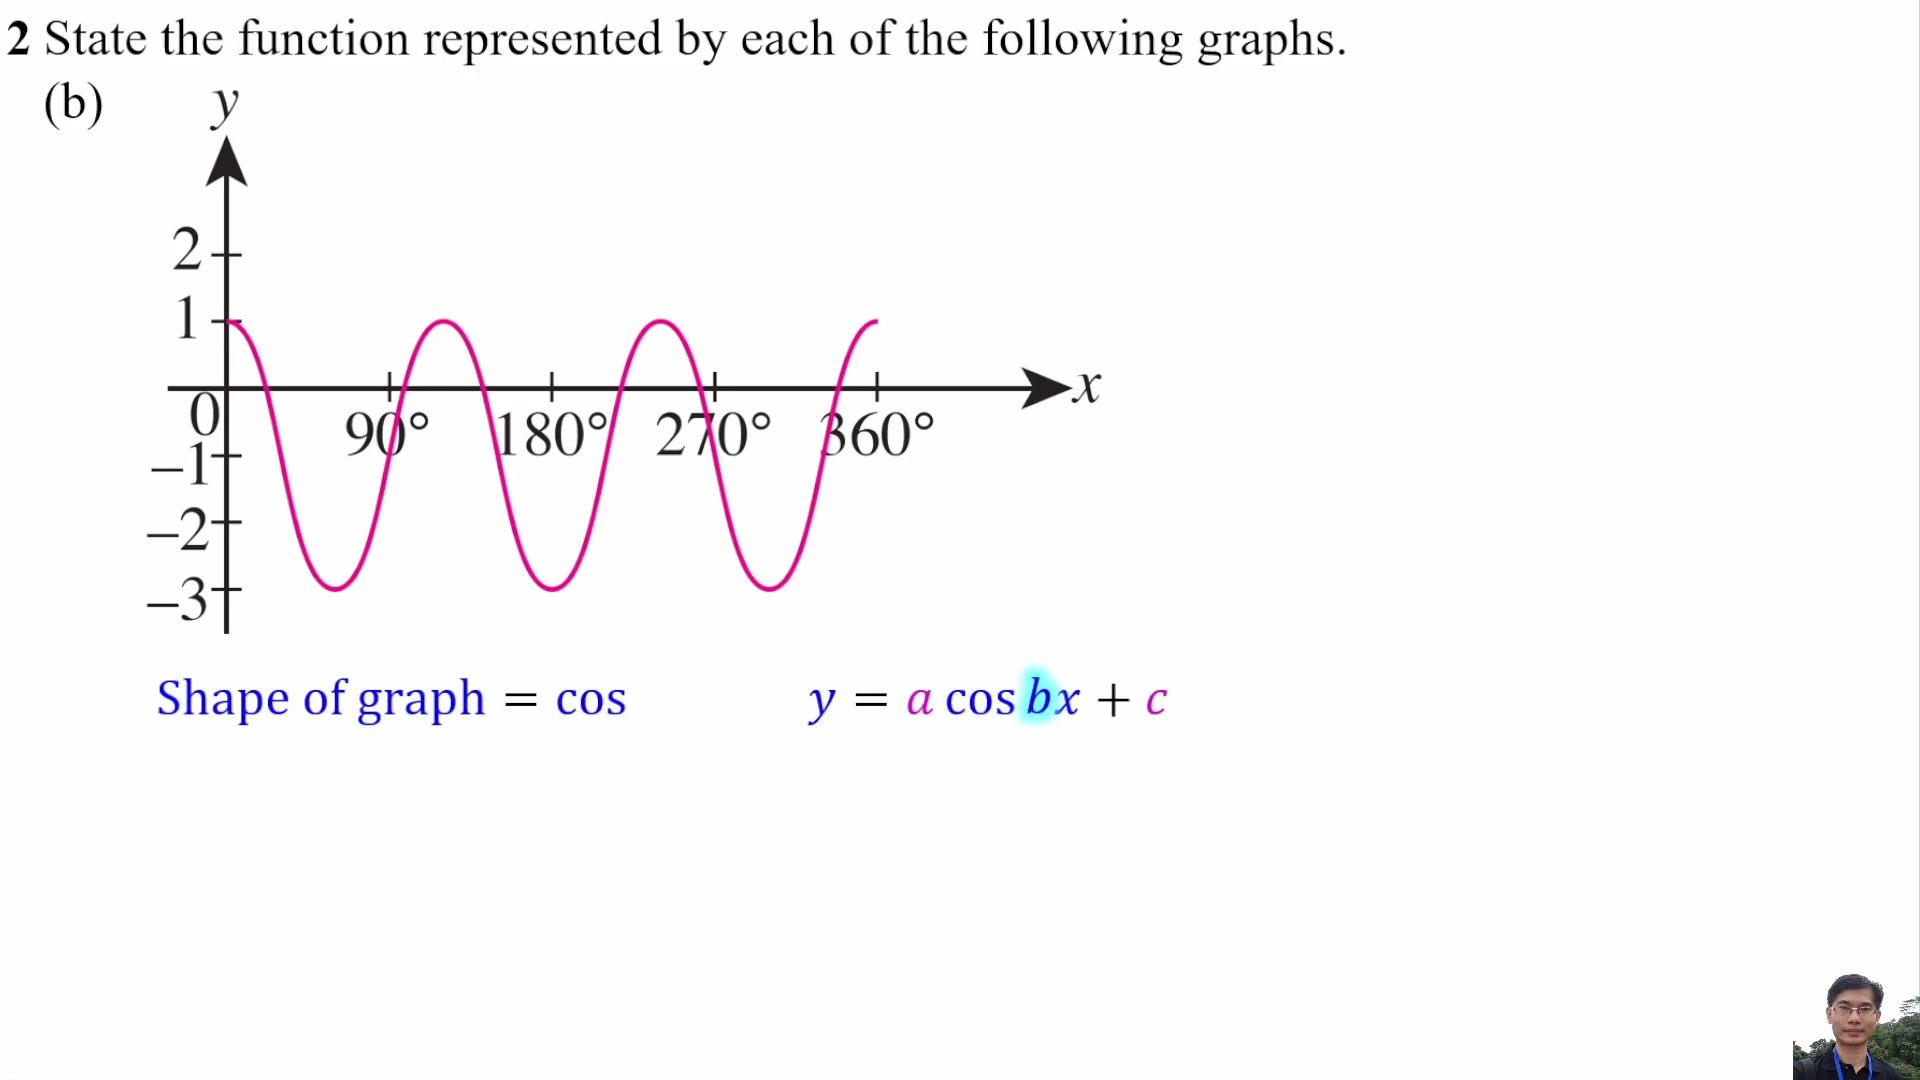 2 State the function represented by each of the following graphs.
(b)
y
2
1
x
0
90° 180° 270° 360°
−1
−2
−3
Shape of graph = cos y = a cos bx + c